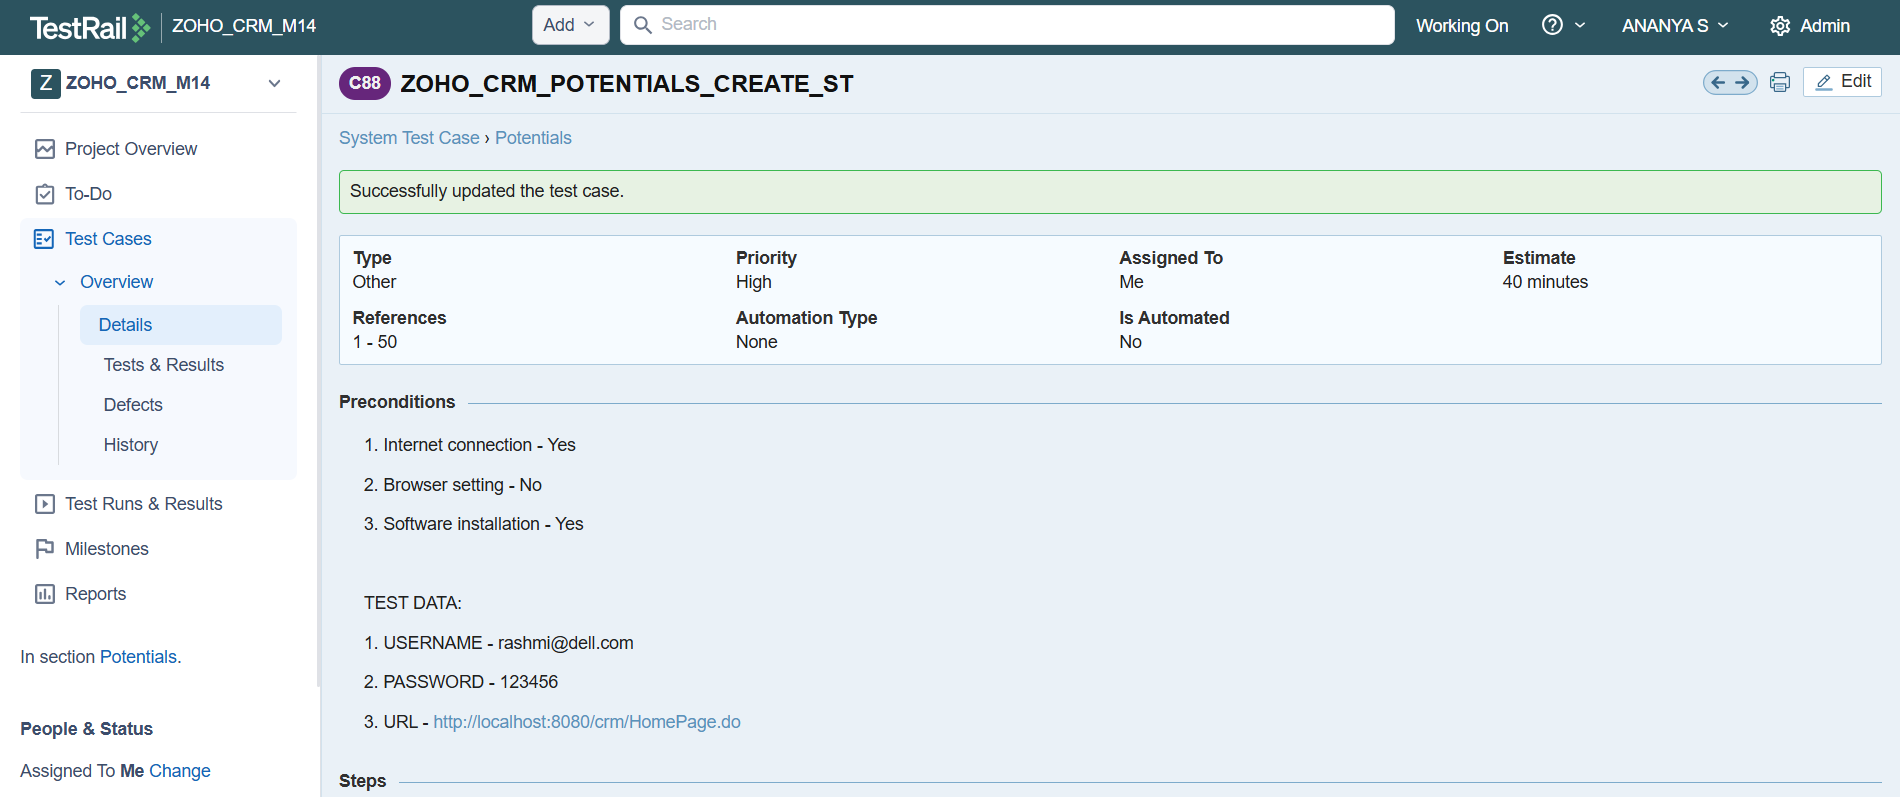 TestRail ZOHO_CRM_M14 Add Search Working On ANANYA S Admin
Z ZOHO_CRM_M14
Project Overview
To-Do
Test Cases
Overview
Details
Tests & Results
Defects
History
Test Runs & Results
Milestones
Reports
In section Potentials.
People & Status
Assigned To Me Change
C88 ZOHO_CRM_POTENTIALS_CREATE_ST Edit
System Test Case › Potentials
Successfully updated the test case.
Type Priority Assigned To Estimate
Other High Me 40 minutes
References Automation Type Is Automated
1 - 50 None No
Preconditions
1. Internet connection - Yes
2. Browser setting - No
3. Software installation - Yes
TEST DATA:
1. USERNAME - rashmi@dell.com
2. PASSWORD - 123456
3. URL - http://localhost:8080/crm/HomePage.do
Steps